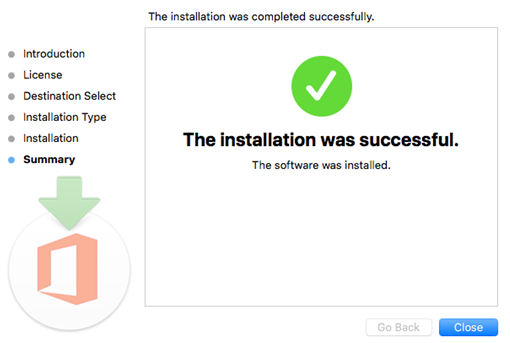 The installation was completed successfully.
Introduction
License
Destination Select
Installation Type
Installation
Summary
The installation was successful.
The software was installed.
Go Back
Close